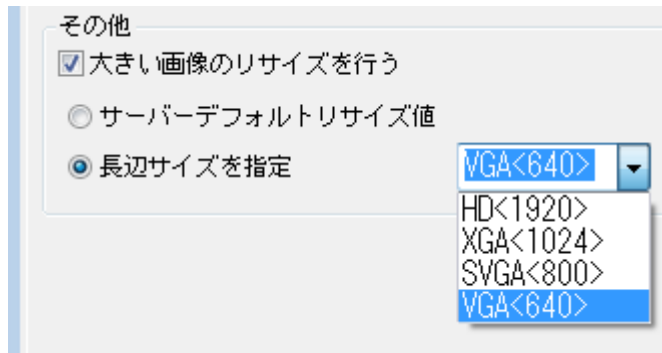 その他
大きい画像のリサイズを行う
サーバーデフォルトリサイズ値
長辺サイズを指定 VGA<640>
HD<1920>
XGA<1024>
SVGA<800>
VGA<640>